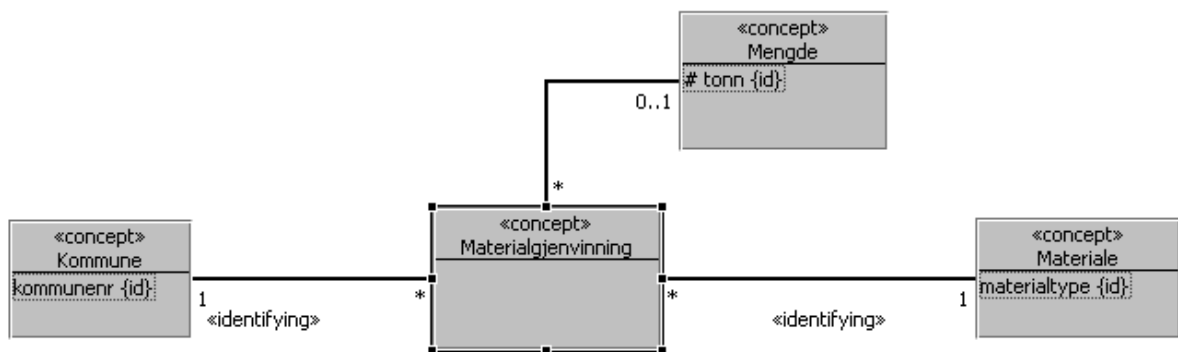 «concept»
Mengde
# tonn {id}
0..1
*
«concept»
Kommune
kommunenr {id}
1
«identifying»
*
«concept»
Materialgjenvinning
*
«identifying»
1
«concept»
Materiale
materialtype {id}